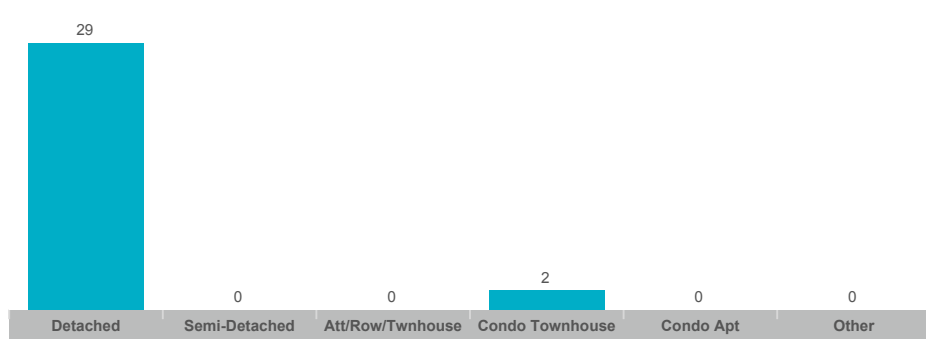 29
0
0
2
0
0
Detached
Semi-Detached
Att/Row/Twnhouse
Condo Townhouse
Condo Apt
Other